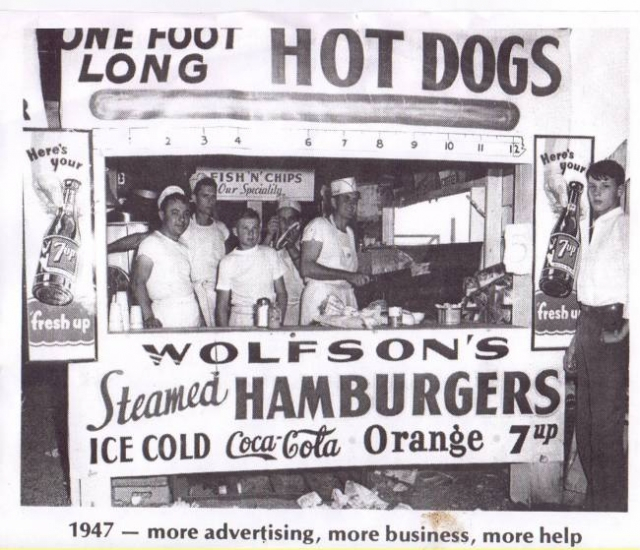 ONE FOOT
LONG
HOT DOGS
2 3 4 6 7 8 9 10 11 12
Here's
your
7up
fresh up
FISH 'N' CHIPS
Our Speciality
Here's
your
7up
fresh u
WOLFSON'S
Steamed HAMBURGERS
ICE COLD Coca-Cola Orange · 7up
1947 — more advertising, more business, more help